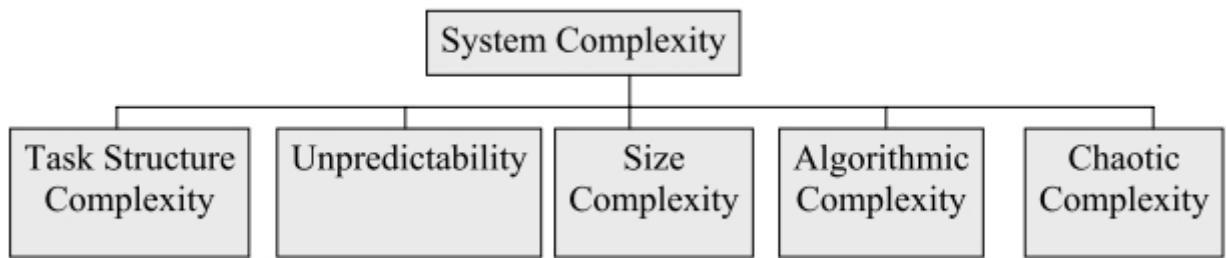 System Complexity
Task Structure
Complexity
Unpredictability
Size
Complexity
Algorithmic
Complexity
Chaotic
Complexity